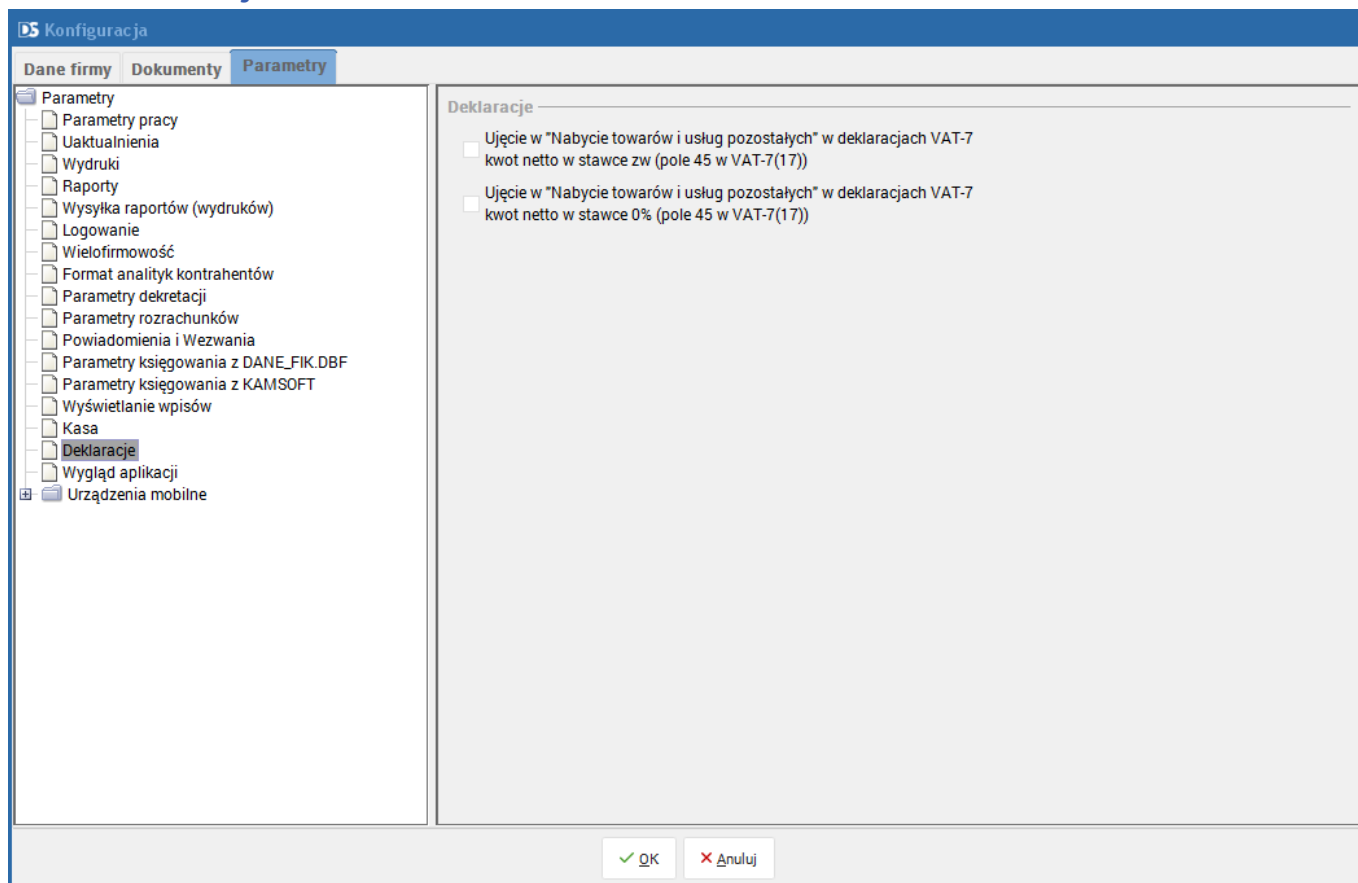 DS Konfiguracja
Dane firmy Dokumenty Parametry
Parametry
Parametry pracy
Uaktualnienia
Wydruki
Raporty
Wysyłka raportów (wydruków)
Logowanie
Wielofirmowość
Format analityk kontrahentów
Parametry dekretacji
Parametry rozrachunków
Powiadomienia i Wezwania
Parametry księgowania z DANE_FIK.DBF
Parametry księgowania z KAMSOFT
Wyświetlanie wpisów
Kasa
Deklaracje
Wygląd aplikacji
Urządzenia mobilne
Deklaracje
Ujęcie w "Nabycie towarów i usług pozostałych" w deklaracjach VAT-7
kwot netto w stawce zw (pole 45 w VAT-7(17))
Ujęcie w "Nabycie towarów i usług pozostałych" w deklaracjach VAT-7
kwot netto w stawce 0% (pole 45 w VAT-7(17))
OK
Anuluj